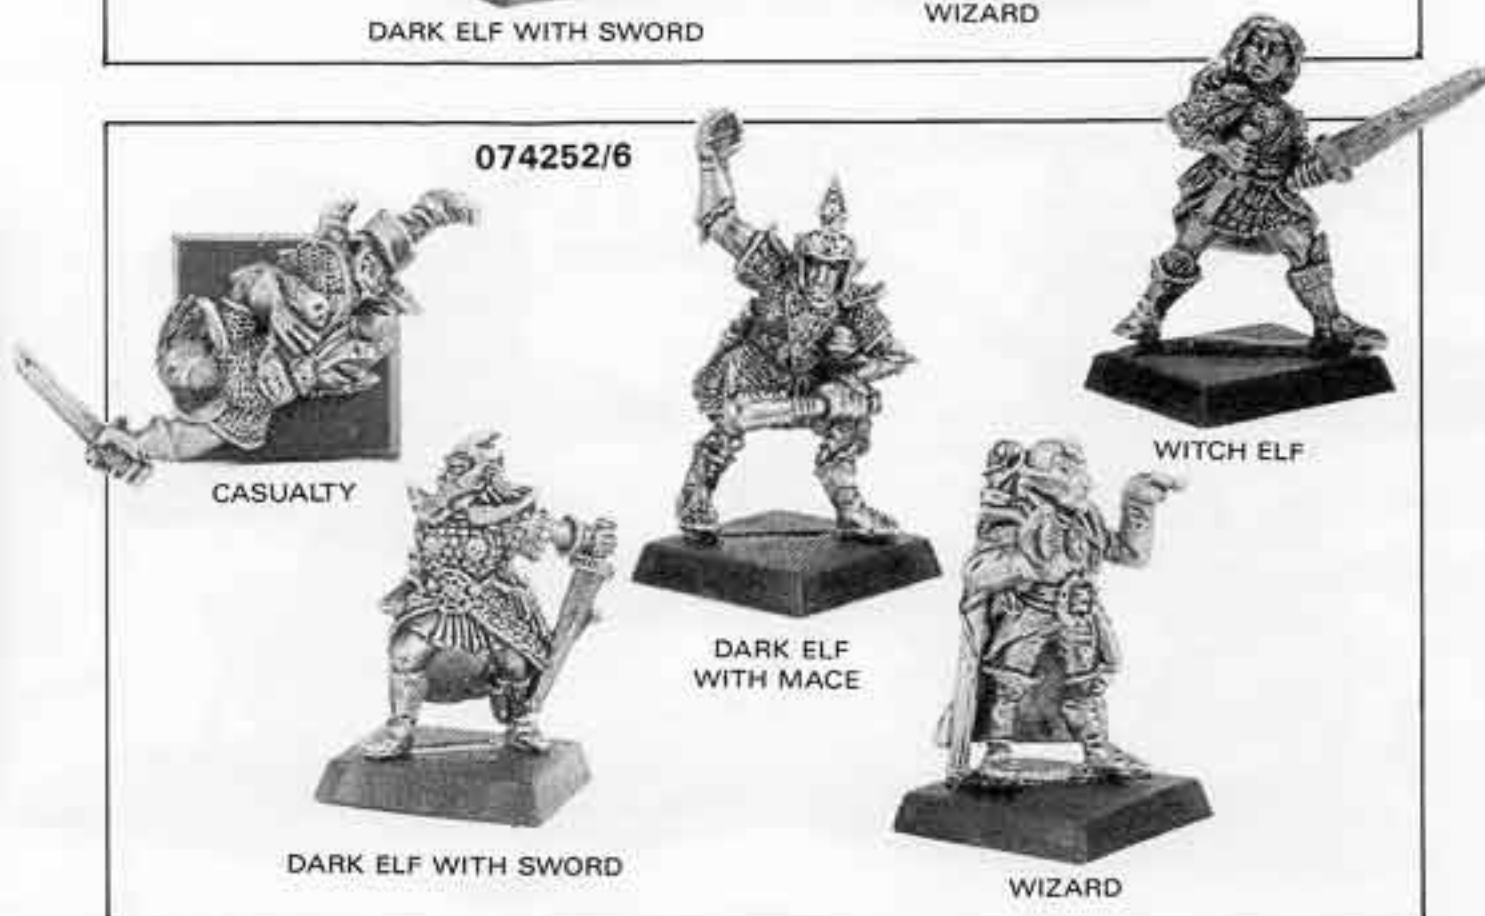 DARK ELF WITH SWORD
WIZARD
074252/6
CASUALTY
WITCH ELF
DARK ELF
WITH MACE
DARK ELF WITH SWORD
WIZARD